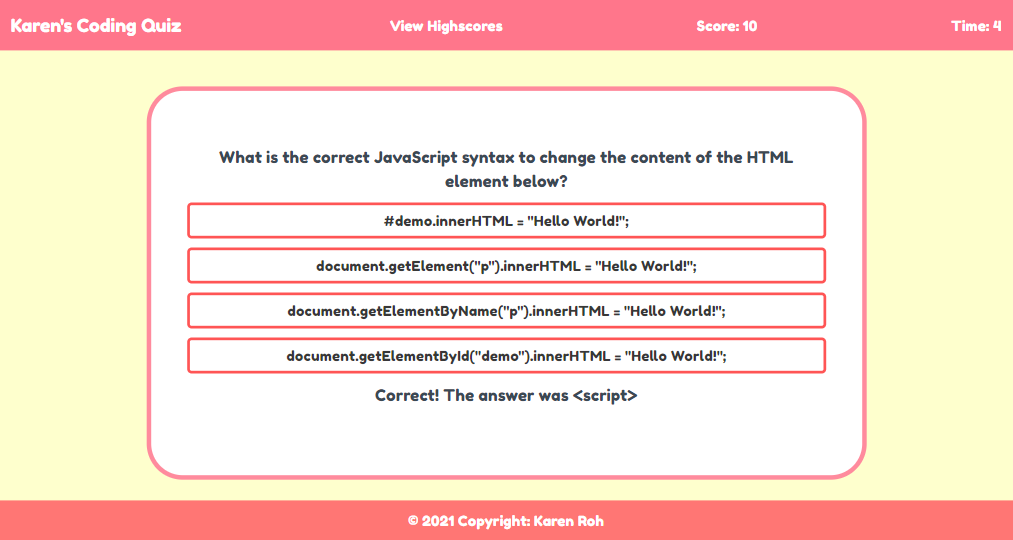 Karen's Coding Quiz
View Highscores
Score: 10
Time: 4
What is the correct JavaScript syntax to change the content of the HTML
element below?
#demo.innerHTML = "Hello World!";
document.getElement("p").innerHTML = "Hello World!";
document.getElementByName("p").innerHTML = "Hello World!";
document.getElementById("demo").innerHTML = "Hello World!";
Correct! The answer was <script>
© 2021 Copyright: Karen Roh